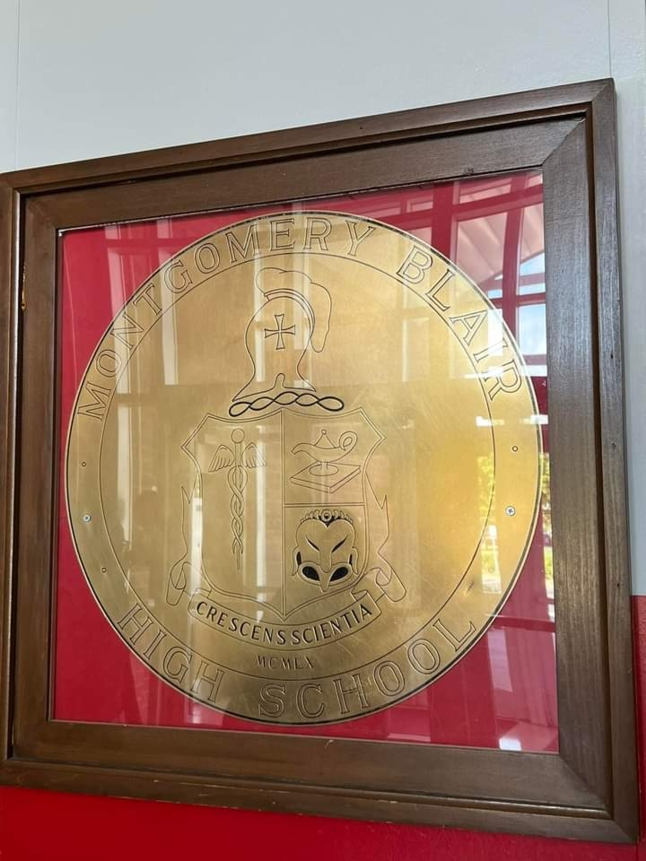 MONTGOMERY BLAIR
CRESCENS SCIENTIA
MCMLX
HIGH SCHOOL